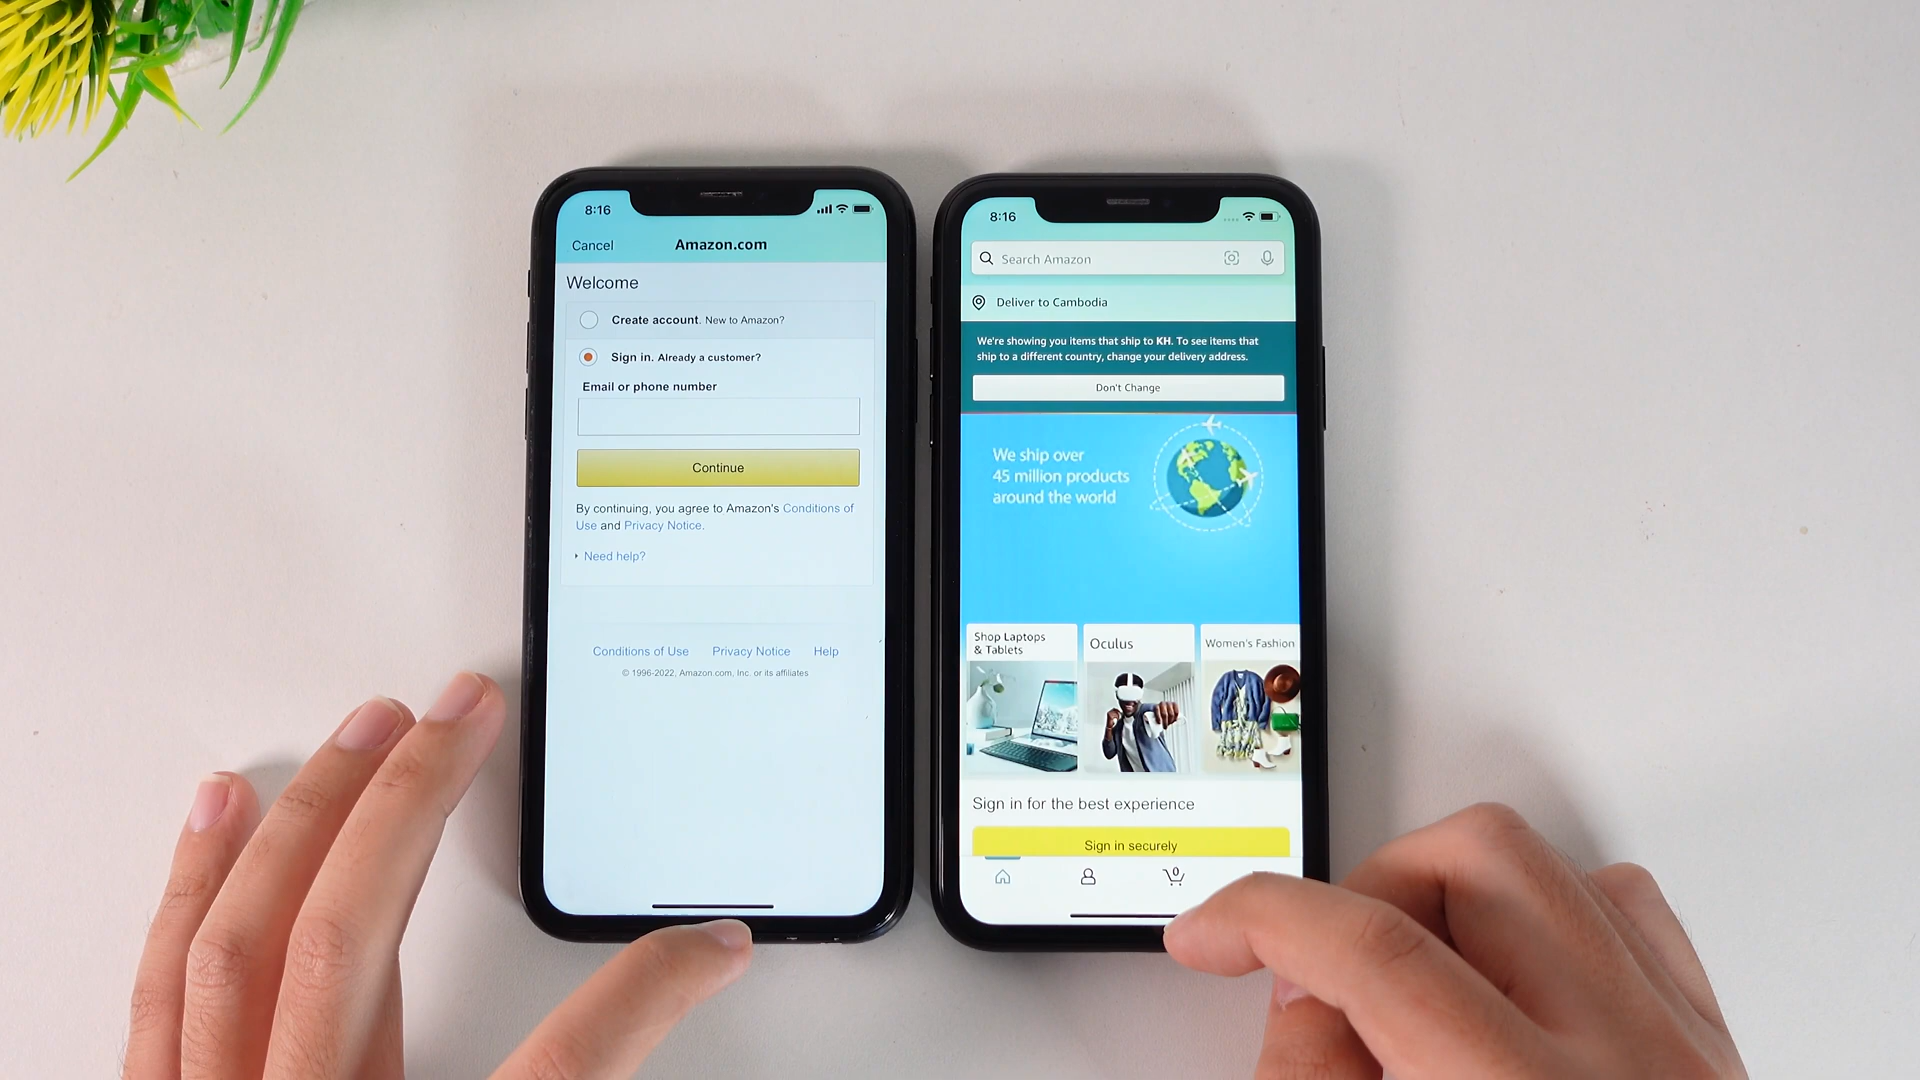 8:16
Cancel
Amazon.com
Welcome
Create account. New to Amazon?
Sign in. Already a customer?
Email or phone number
Continue
By continuing, you agree to Amazon's Conditions of
Use and Privacy Notice.
Need help?
Conditions of Use
Privacy Notice
Help
© 1996-2022, Amazon.com, Inc. or its affiliates
8:16
Search Amazon
Deliver to Cambodia
We're showing you items that ship to KH. To see items that
ship to a different country, change your delivery address.
Don't Change
We ship over
45 million products
around the world
Shop Laptops
& Tablets
Oculus
Women's Fashion
Sign in for the best experience
Sign in securely
0